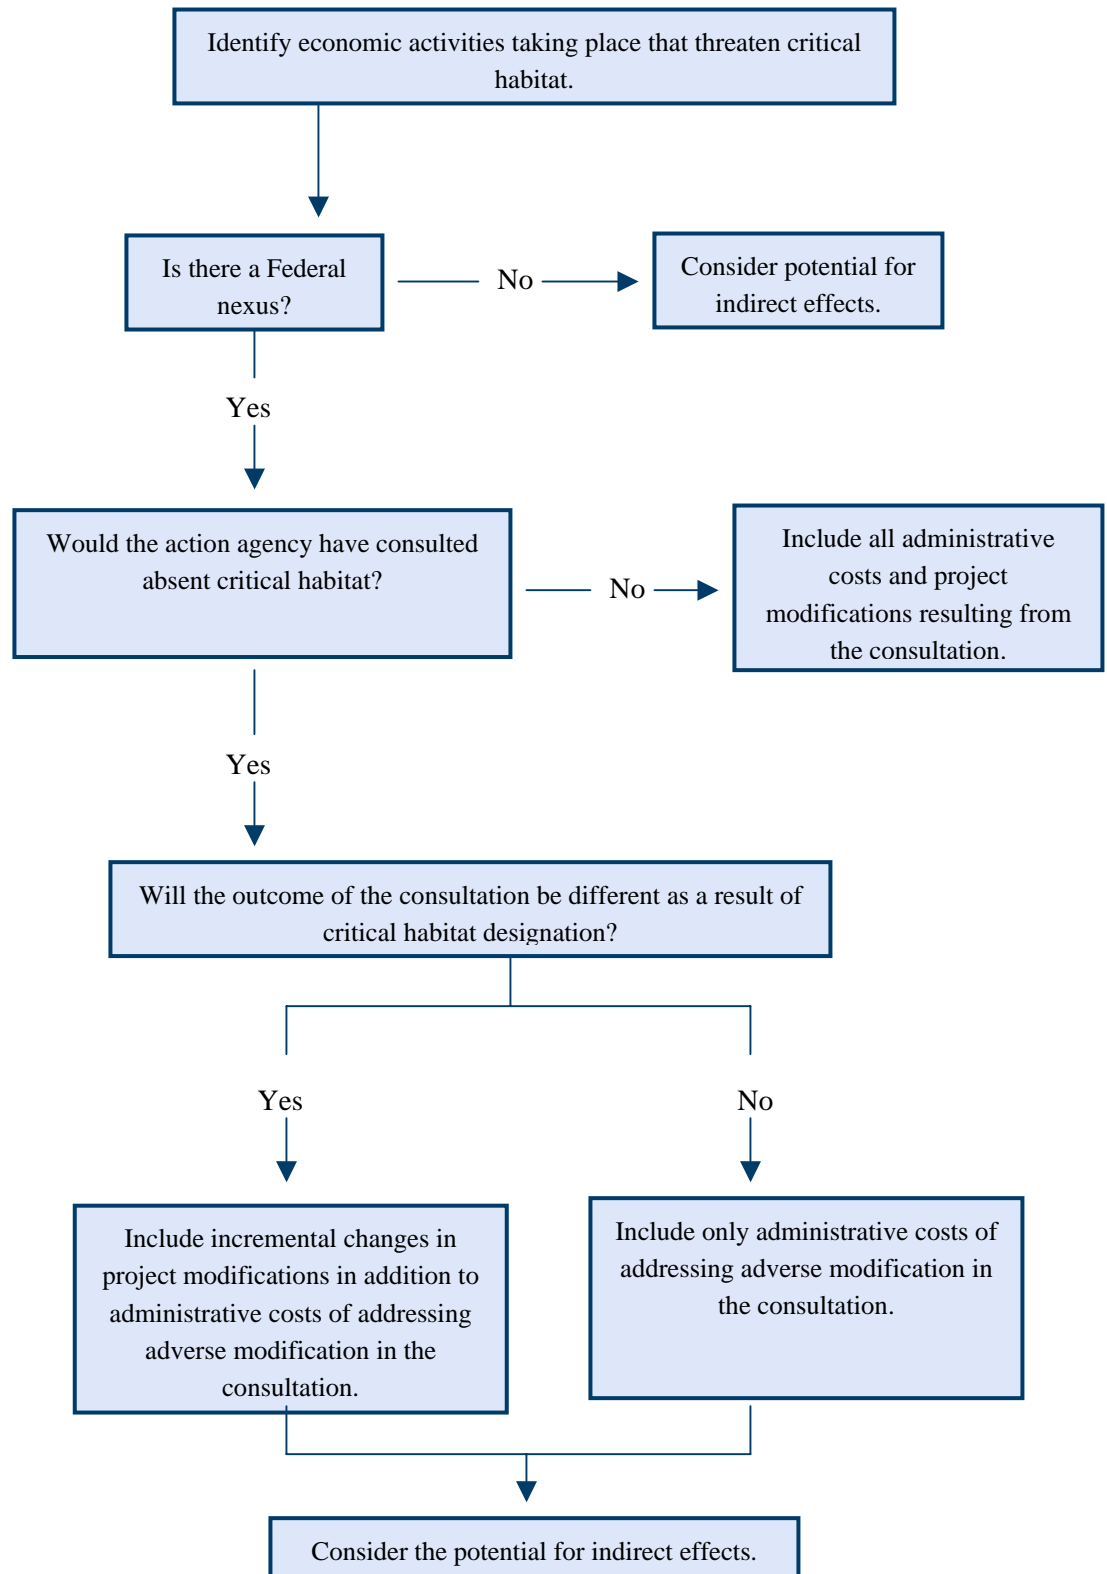 Identify economic activities taking place that threaten critical
habitat.
Is there a Federal
nexus?
No
Consider potential for
indirect effects.
Yes
Would the action agency have consulted
absent critical habitat?
No
Include all administrative
costs and project
modifications resulting from
the consultation.
Yes
Will the outcome of the consultation be different as a result of
critical habitat designation?
Yes
No
Include incremental changes in
project modifications in addition to
administrative costs of addressing
adverse modification in the
consultation.
Include only administrative costs of
addressing adverse modification in
the consultation.
Consider the potential for indirect effects.